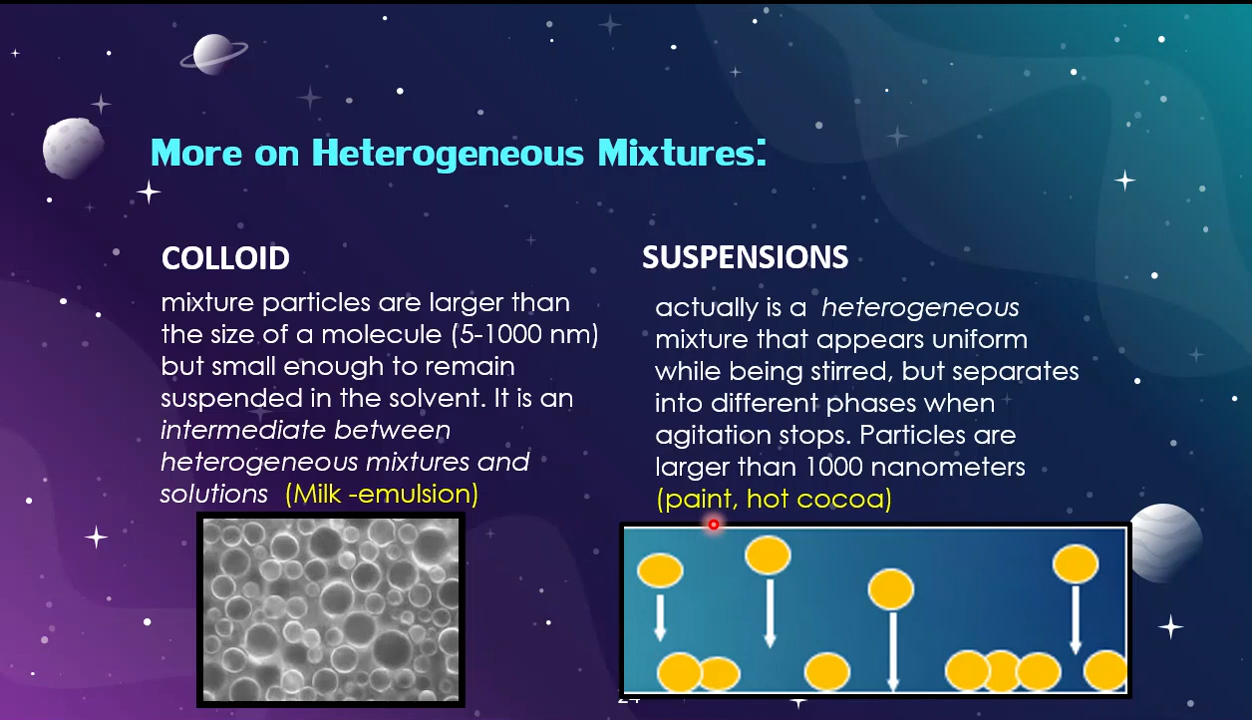 More on Heterogeneous Mixtures:
COLLOID
mixture particles are larger than
the size of a molecule (5-1000 nm)
but small enough to remain
suspended in the solvent. It is an
intermediate between
heterogeneous mixtures and
solutions (Milk -emulsion)
SUSPENSIONS
actually is a heterogeneous
mixture that appears uniform
while being stirred, but separates
into different phases when
agitation stops. Particles are
larger than 1000 nanometers
(paint, hot cocoa)